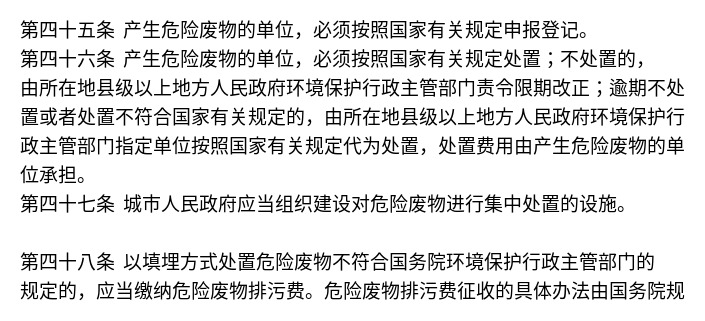 第四十五条 产生危险废物的单位，必须按照国家有关规定申报登记。
第四十六条 产生危险废物的单位，必须按照国家有关规定处置；不处置的，
由所在地县级以上地方人民政府环境保护行政主管部门责令限期改正；逾期不处
置或者处置不符合国家有关规定的，由所在地县级以上地方人民政府环境保护行
政主管部门指定单位按照国家有关规定代为处置，处置费用由产生危险废物的单
位承担。
第四十七条 城市人民政府应当组织建设对危险废物进行集中处置的设施。
第四十八条 以填埋方式处置危险废物不符合国务院环境保护行政主管部门的
规定的，应当缴纳危险废物排污费。危险废物排污费征收的具体办法由国务院规